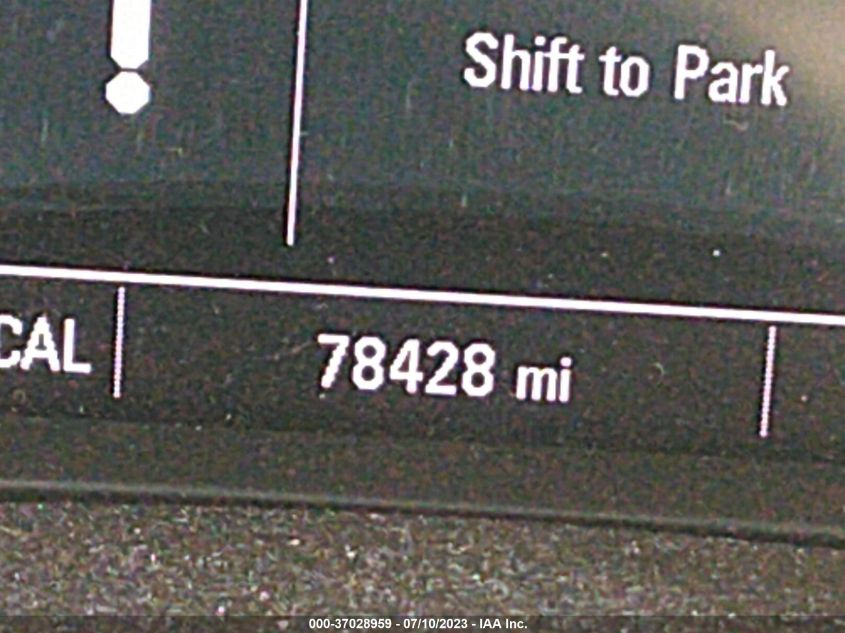 Shift to Park
CAL
78428 mi
000-37028959 - 07/10/2023 - IAA Inc.